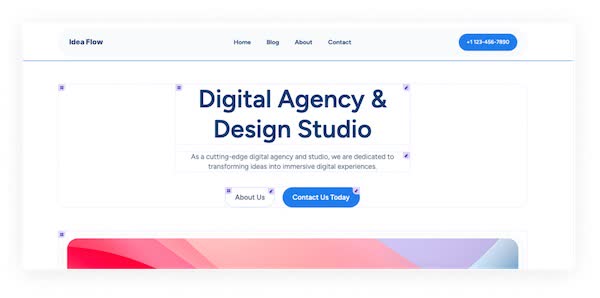 Idea Flow
Home Blog About Contact
+1 123-456-7890
Digital Agency &
Design Studio
As a cutting-edge digital agency and studio, we are dedicated to
transforming ideas into immersive digital experiences.
About Us
Contact Us Today